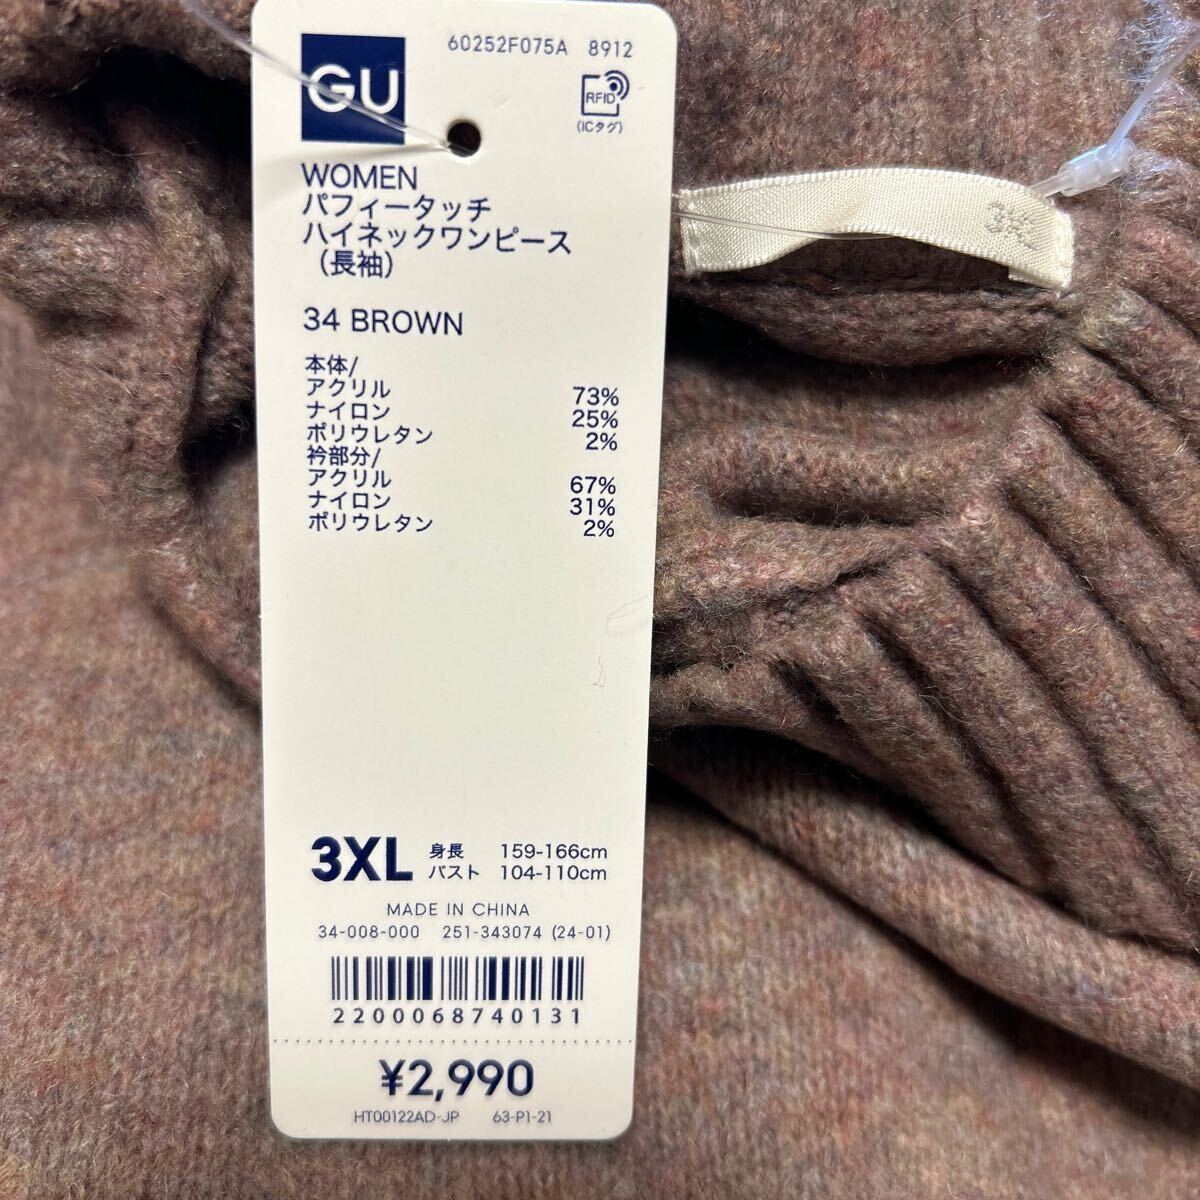 GU
60252F075A 8912
RFID
(ICタグ)
WOMEN
パフィータッチ
ハイネックワンピース
(長袖)
34 BROWN
本体/
アクリル 73%
ナイロン 25%
ポリウレタン 2%
衿部分/
アクリル 67%
ナイロン 31%
ポリウレタン 2%
3XL 身長 159-166cm
バスト 104-110cm
MADE IN CHINA
34-008-000 251-343074 (24-01)
2200068740131
¥2,990
HT00122AD-JP 63-P1-21